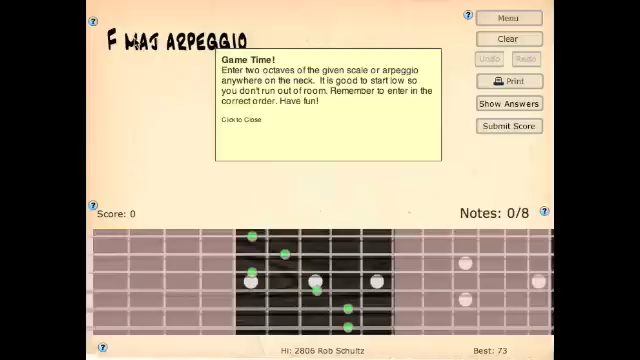 F MAJ ARPEGGIO
Game Time!
Enter two octaves of the given scale or arpeggio
anywhere on the neck. It is good to start low so
you don't run out of room. Remember to enter in the
correct order. Have fun!
Click to Close
? Menu
Clear
Undo Redo
Print
Show Answers
Submit Score
Score: 0
Notes: 0/8 ?
Hi: 2806 Rob Schultz
Best: 73